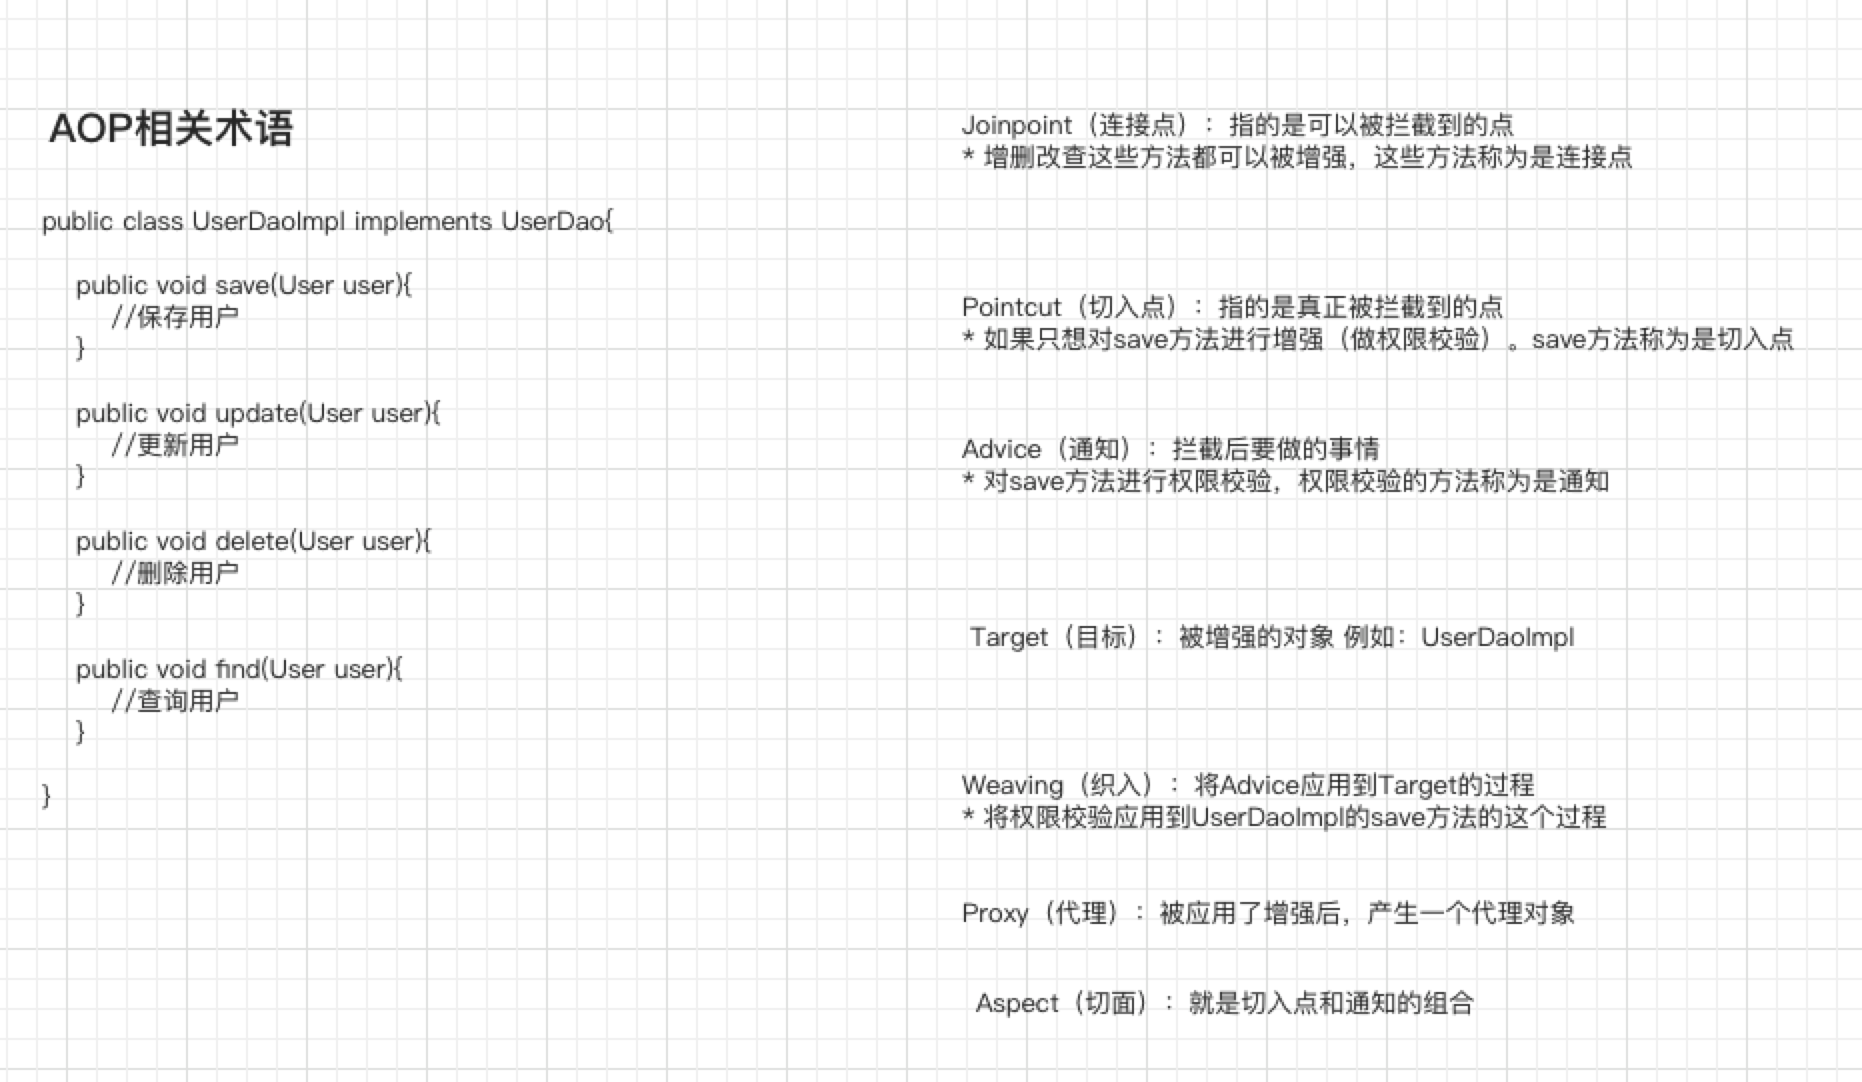 AOP相关术语
public class UserDaoImpl implements UserDao{
public void save(User user){
//保存用户
}
public void update(User user){
//更新用户
}
public void delete(User user){
//删除用户
}
public void find(User user){
//查询用户
}
}
Joinpoint（连接点）：指的是可以被拦截到的点
* 增删改查这些方法都可以被增强，这些方法称为是连接点
Pointcut（切入点）：指的是真正被拦截到的点
* 如果只想对save方法进行增强（做权限校验）。save方法称为是切入点
Advice（通知）：拦截后要做的事情
* 对save方法进行权限校验，权限校验的方法称为是通知
Target（目标）：被增强的对象 例如：UserDaoImpl
Weaving（织入）：将Advice应用到Target的过程
* 将权限校验应用到UserDaoImpl的save方法的这个过程
Proxy（代理）：被应用了增强后，产生一个代理对象
Aspect（切面）：就是切入点和通知的组合